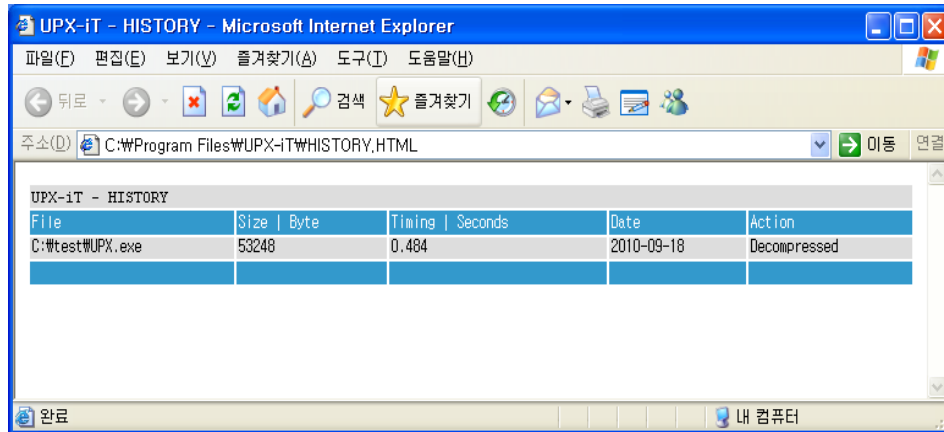 UPX-iT - HISTORY - Microsoft Internet Explorer
파일(F) 편집(E) 보기(V) 즐겨찾기(A) 도구(T) 도움말(H)
뒤로 검색 즐겨찾기
주소(D) C:₩Program Files₩UPX-iT₩HISTORY.HTML 이동 연결
UPX-iT - HISTORY
File Size | Byte Timing | Seconds Date Action
C:₩test₩UPX.exe 53248 0.484 2010-09-18 Decompressed
완료 내 컴퓨터